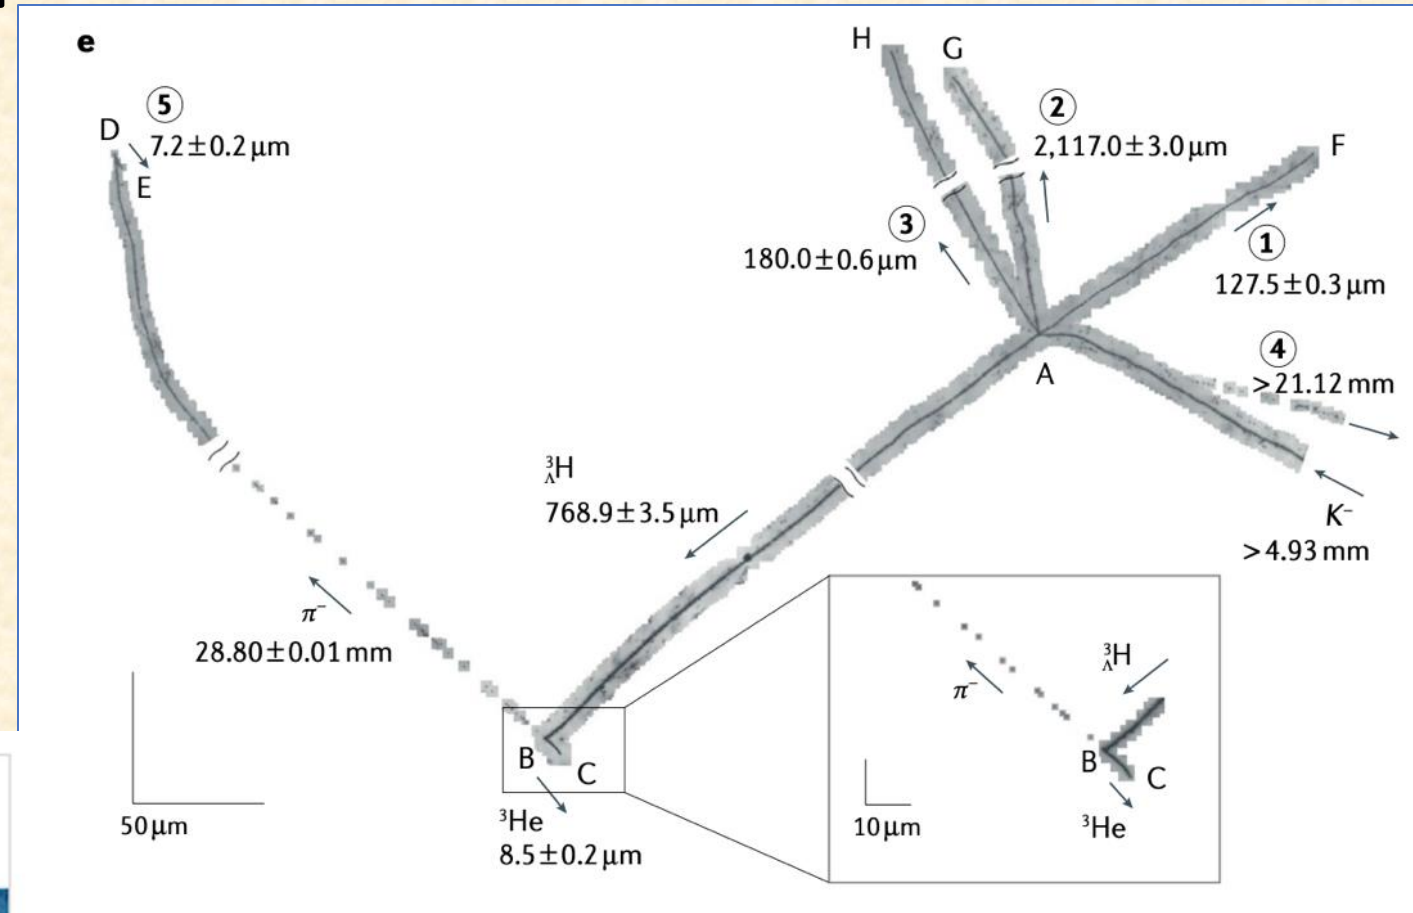 e
H
G
⑤
D
7.2±0.2 μm
E
②
2,117.0±3.0 μm
F
③
180.0±0.6 μm
①
127.5±0.3 μm
④
>21.12 mm
A
³ΛH
768.9±3.5 μm
K⁻
>4.93 mm
π⁻
28.80±0.01 mm
³ΛH
π⁻
B
C
B
C
50 μm
³He
8.5±0.2 μm
10 μm
³He